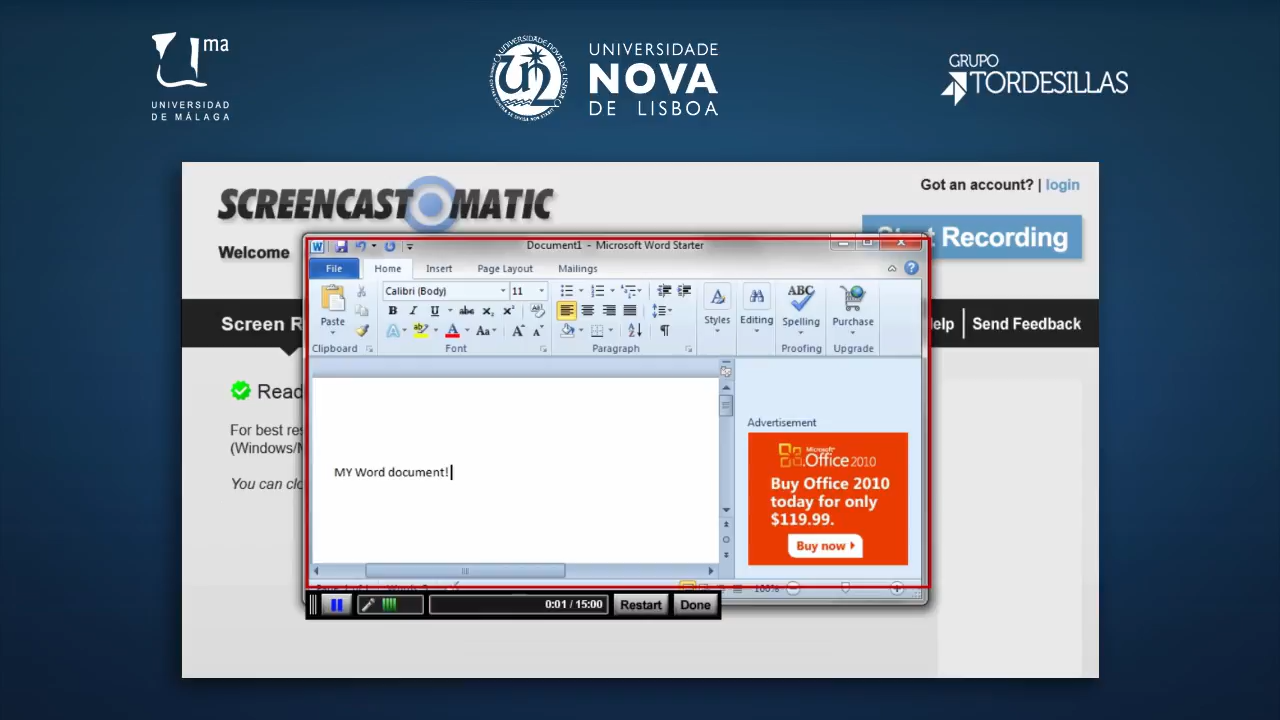 ma
UNIVERSIDAD
DE MÁLAGA
UNIVERSIDADE
NOVA
DE LISBOA
GRUPO
TORDESILLAS
SCREENCAST MATIC
Got an account? | login
Recording
Welcome
Document1 - Microsoft Word Starter
File Home Insert Page Layout Mailings
Calibri (Body) 11
Paste
Styles Editing Spelling Purchase
Clipboard Font Paragraph Proofing Upgrade
Screen R
elp Send Feedback
Read
For best res
(Windows/M
You can clo
MY Word document!
Advertisement
Microsoft
Office 2010
Buy Office 2010
today for only
$119.99.
Buy now
100%
0:01 / 15:00 Restart Done